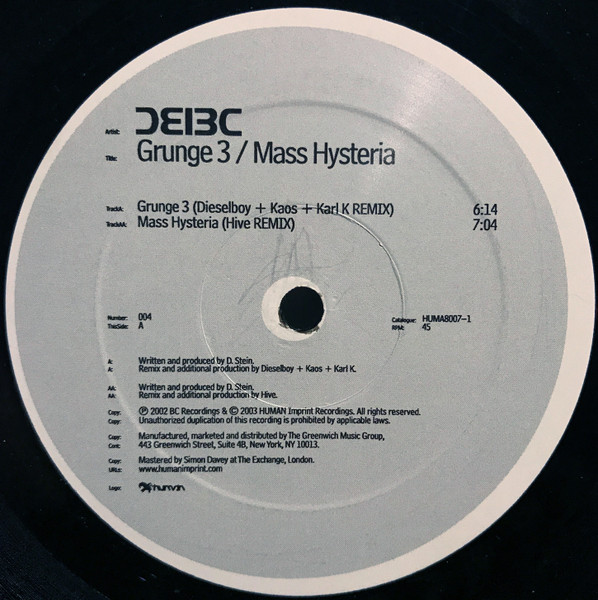 Artist: DEIBC
Title: Grunge 3 / Mass Hysteria
TrackA: Grunge 3 (Dieselboy + Kaos + Karl K REMIX) 6:14
TrackAA: Mass Hysteria (Hive REMIX) 7:04
Number: 004 Catalogue: HUMA8007-1
ThisSide: A RPM: 45
A: Written and produced by D. Stein.
A: Remix and additional production by Dieselboy + Kaos + Karl K.
AA: Written and produced by D. Stein.
AA: Remix and additional production by Hive.
Copy: ℗ 2002 BC Recordings & © 2003 HUMAN Imprint Recordings. All rights reserved.
Copy: Unauthorized duplication of this recording is prohibited by applicable laws.
Copy: Manufactured, marketed and distributed by The Greenwich Music Group,
Cont: 443 Greenwich Street, Suite 4B, New York, NY 10013.
Copy: Mastered by Simon Davey at The Exchange, London.
URLs: www.humanimprint.com
Logo: human